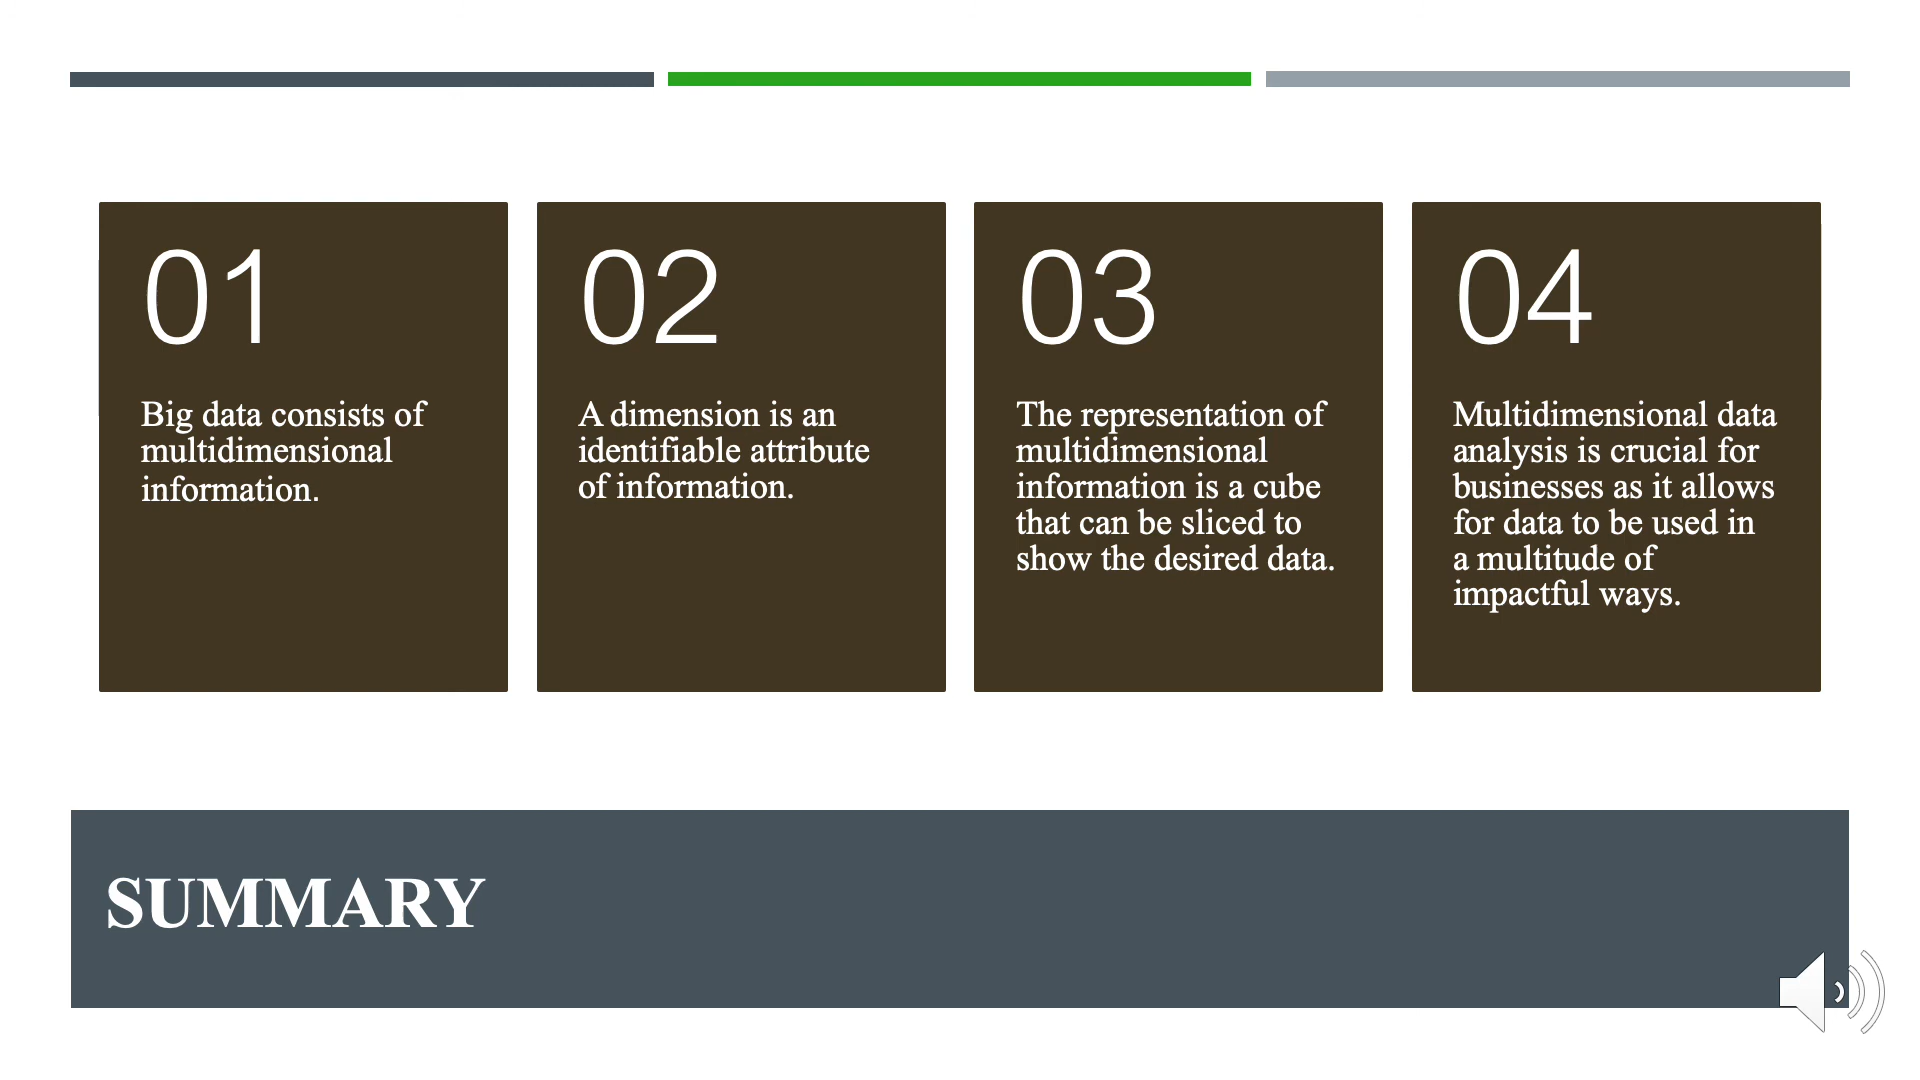 01
Big data consists of
multidimensional
information.
02
A dimension is an
identifiable attribute
of information.
03
The representation of
multidimensional
information is a cube
that can be sliced to
show the desired data.
04
Multidimensional data
analysis is crucial for
businesses as it allows
for data to be used in
a multitude of
impactful ways.
SUMMARY